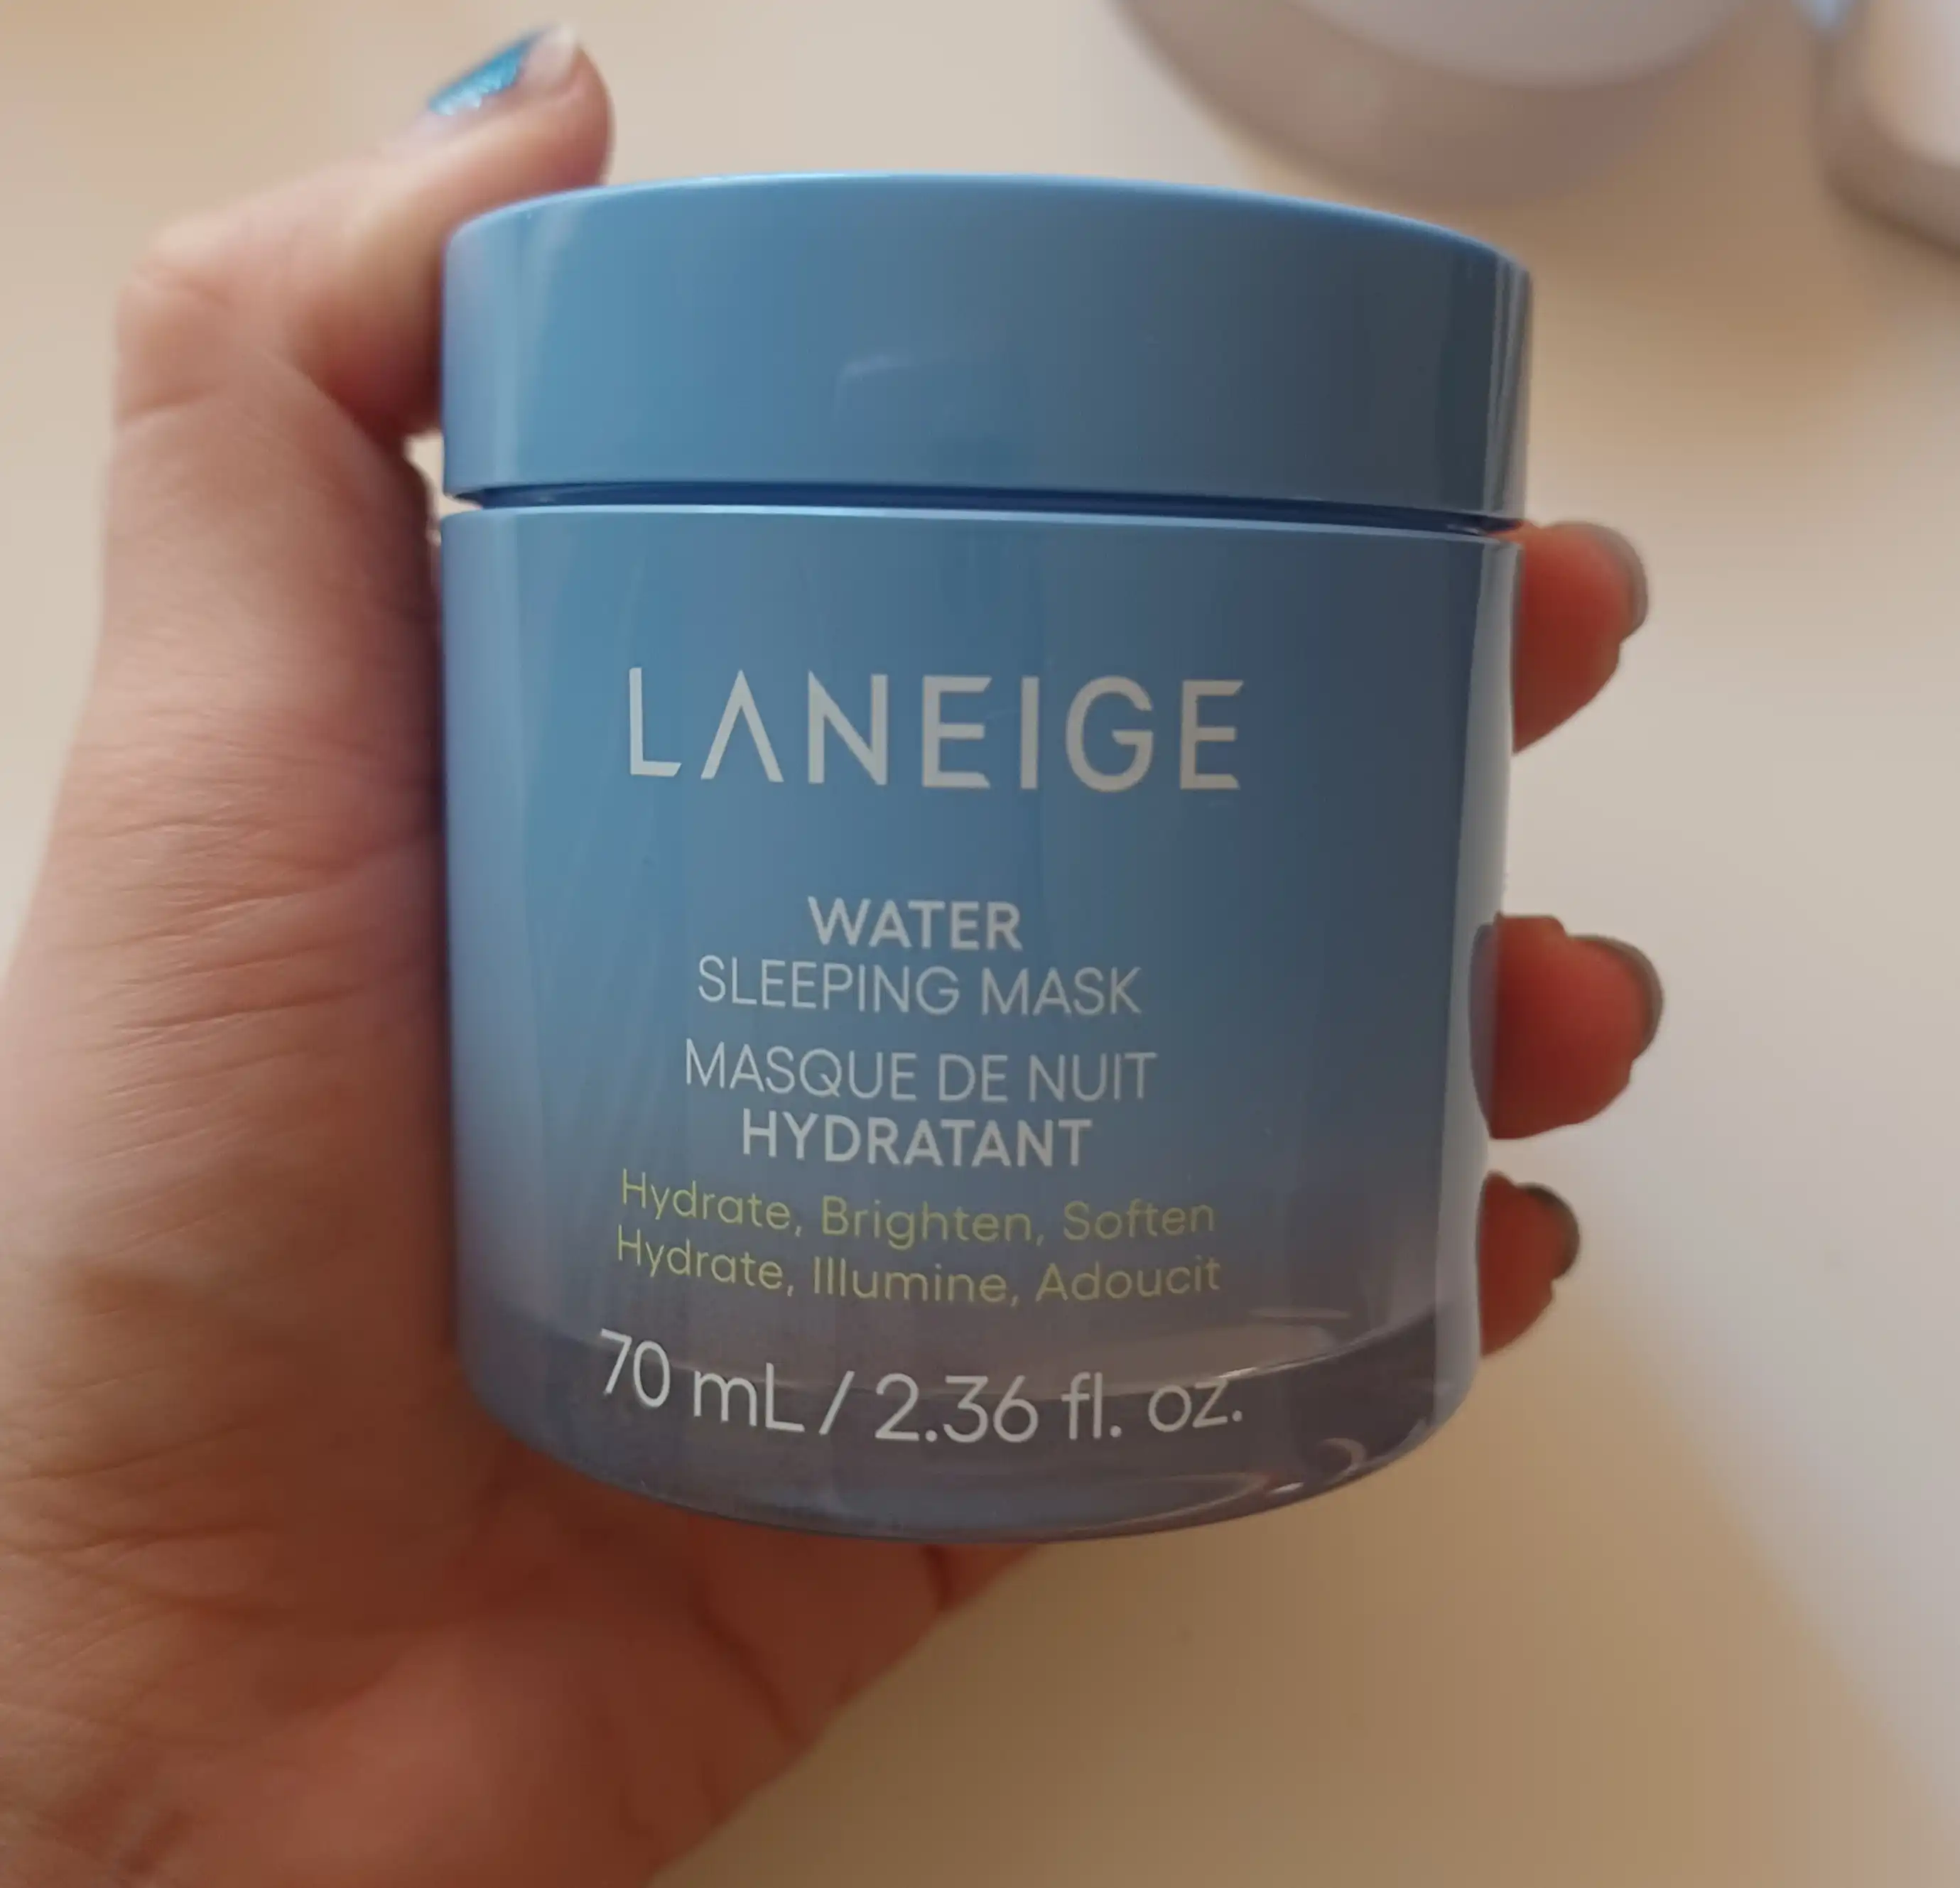 LANEIGE
WATER
SLEEPING MASK
MASQUE DE NUIT
HYDRATANT
Hydrate, Brighten, Soften
Hydrate, Illumine, Adoucit
70 mL / 2.36 fl. oz.